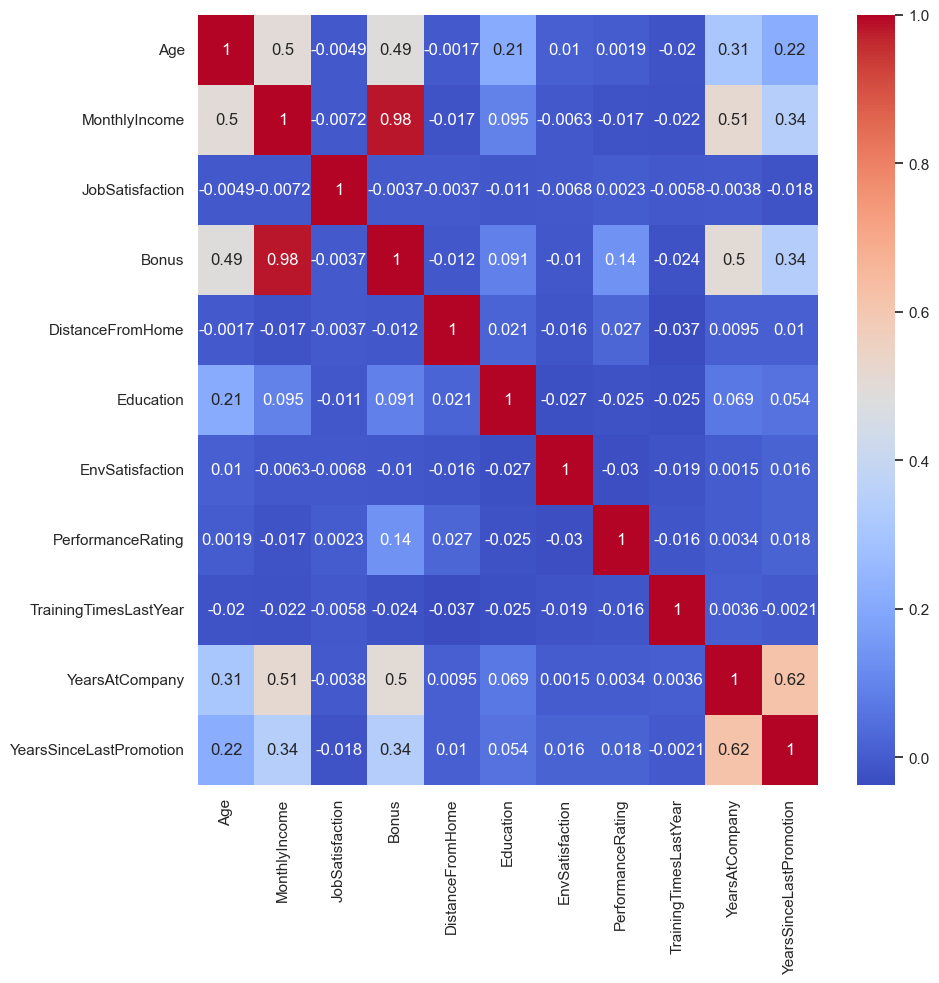 Age 1 0.5 -0.0049 0.49 -0.0017 0.21 0.01 0.0019 -0.02 0.31 0.22
MonthlyIncome 0.5 1 -0.0072 0.98 -0.017 0.095 -0.0063 -0.017 -0.022 0.51 0.34
JobSatisfaction -0.0049 -0.0072 1 -0.0037 -0.0037 -0.011 -0.0068 0.0023 -0.0058 -0.0038 -0.018
Bonus 0.49 0.98 -0.0037 1 -0.012 0.091 -0.01 0.14 -0.024 0.5 0.34
DistanceFromHome -0.0017 -0.017 -0.0037 -0.012 1 0.021 -0.016 0.027 -0.037 0.0095 0.01
Education 0.21 0.095 -0.011 0.091 0.021 1 -0.027 -0.025 -0.025 0.069 0.054
EnvSatisfaction 0.01 -0.0063 -0.0068 -0.01 -0.016 -0.027 1 -0.03 -0.019 0.0015 0.016
PerformanceRating 0.0019 -0.017 0.0023 0.14 0.027 -0.025 -0.03 1 -0.016 0.0034 0.018
TrainingTimesLastYear -0.02 -0.022 -0.0058 -0.024 -0.037 -0.025 -0.019 -0.016 1 0.0036 -0.0021
YearsAtCompany 0.31 0.51 -0.0038 0.5 0.0095 0.069 0.0015 0.0034 0.0036 1 0.62
YearsSinceLastPromotion 0.22 0.34 -0.018 0.34 0.01 0.054 0.016 0.018 -0.0021 0.62 1
Age
MonthlyIncome
JobSatisfaction
Bonus
DistanceFromHome
Education
EnvSatisfaction
PerformanceRating
TrainingTimesLastYear
YearsAtCompany
YearsSinceLastPromotion
1.0
0.8
0.6
0.4
0.2
0.0